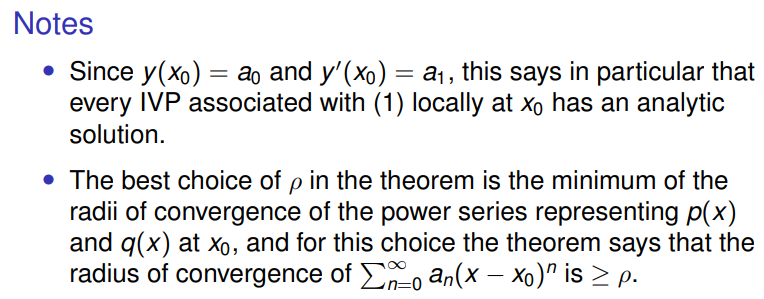 Notes
• Since y(x₀) = a₀ and y′(x₀) = a₁, this says in particular that
every IVP associated with (1) locally at x₀ has an analytic
solution.
• The best choice of ρ in the theorem is the minimum of the
radii of convergence of the power series representing p(x)
and q(x) at x₀, and for this choice the theorem says that the
radius of convergence of ∑_{n=0}^{∞} aₙ(x − x₀)ⁿ is ≥ ρ.